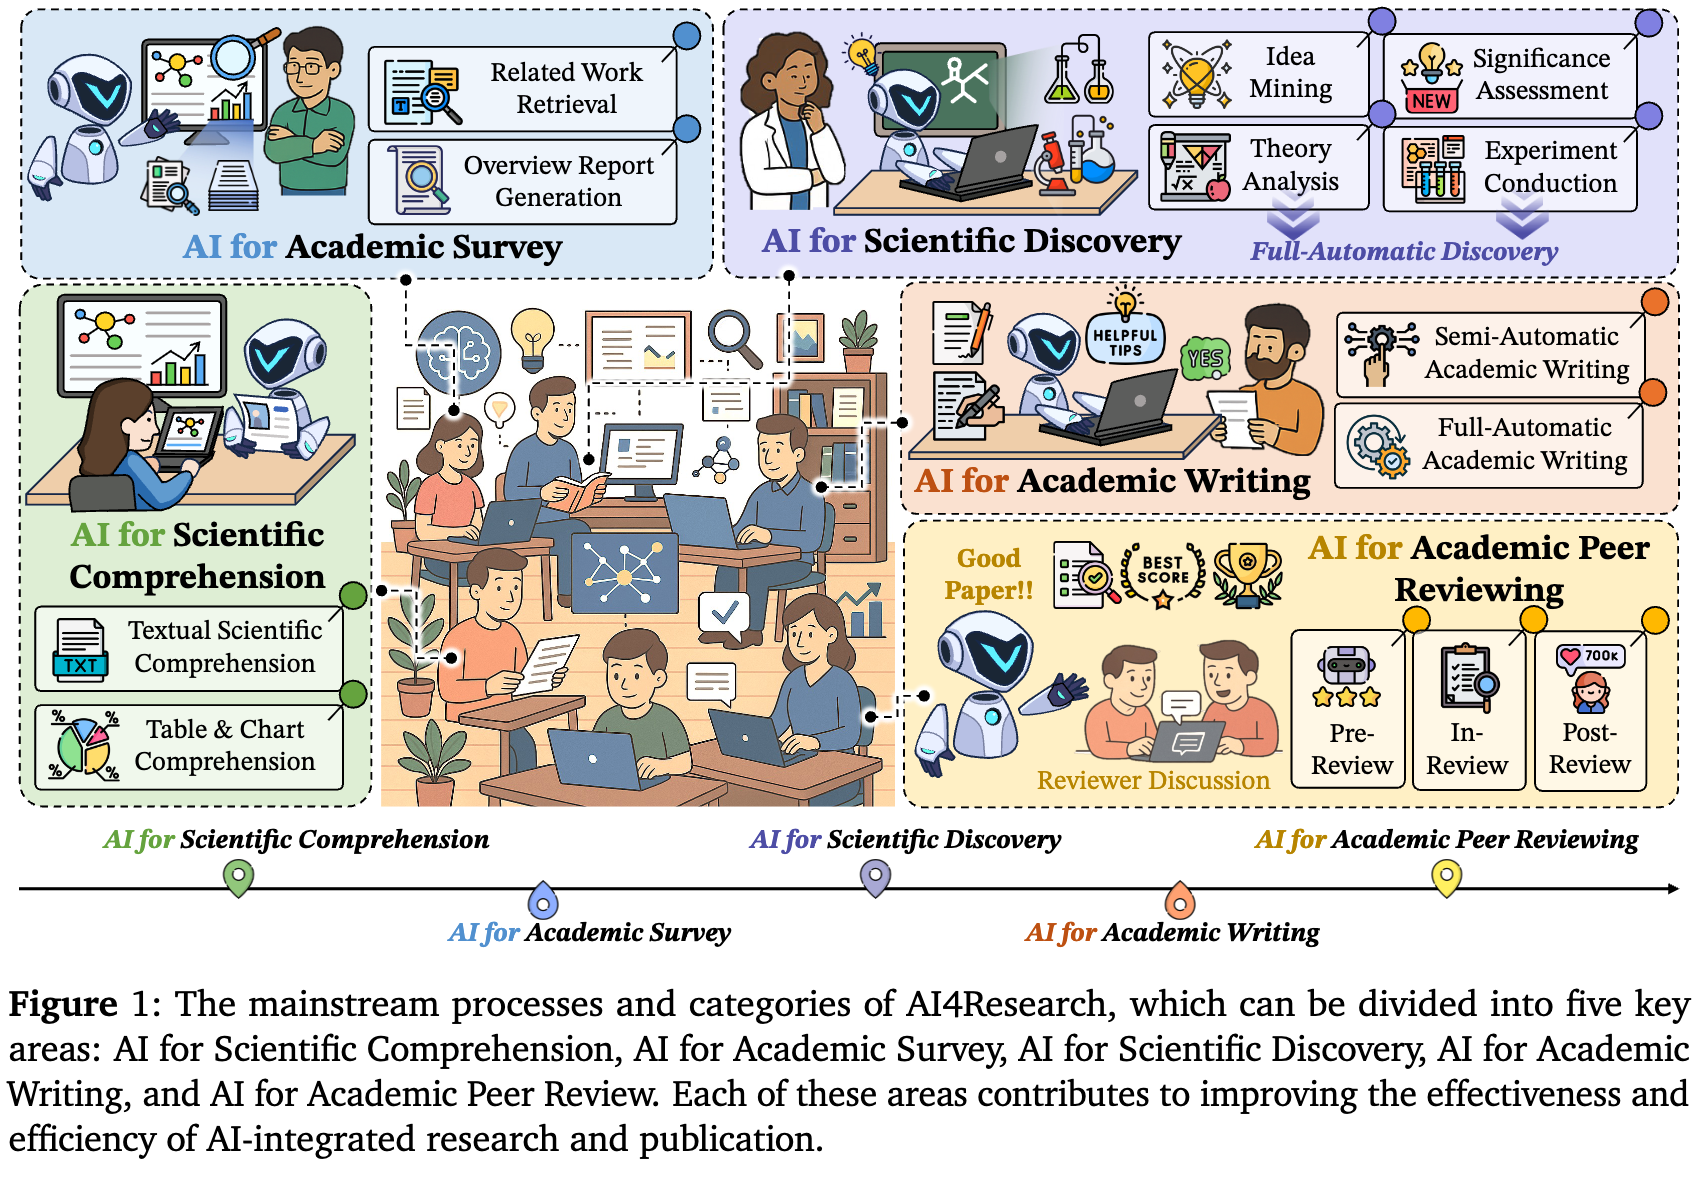 Related Work
Retrieval
Overview Report
Generation
AI for Academic Survey
Idea
Mining
Significance
Assessment
NEW
Theory
Analysis
√x
Experiment
Conduction
AI for Scientific Discovery
Full-Automatic Discovery
AI for Scientific
Comprehension
TXT
Textual Scientific
Comprehension
%
%
%
%
Table & Chart
Comprehension
HELPFUL
TIPS
YES
Semi-Automatic
Academic Writing
Full-Automatic
Academic Writing
AI for Academic Writing
Good
Paper!!
BEST
SCORE
AI for Academic Peer
Reviewing
Reviewer Discussion
Pre-
Review
In-
Review
700K
Post-
Review
AI for Scientific Comprehension
AI for Academic Survey
AI for Scientific Discovery
AI for Academic Writing
AI for Academic Peer Reviewing
Figure 1: The mainstream processes and categories of AI4Research, which can be divided into five key
areas: AI for Scientific Comprehension, AI for Academic Survey, AI for Scientific Discovery, AI for Academic
Writing, and AI for Academic Peer Review. Each of these areas contributes to improving the effectiveness and
efficiency of AI-integrated research and publication.